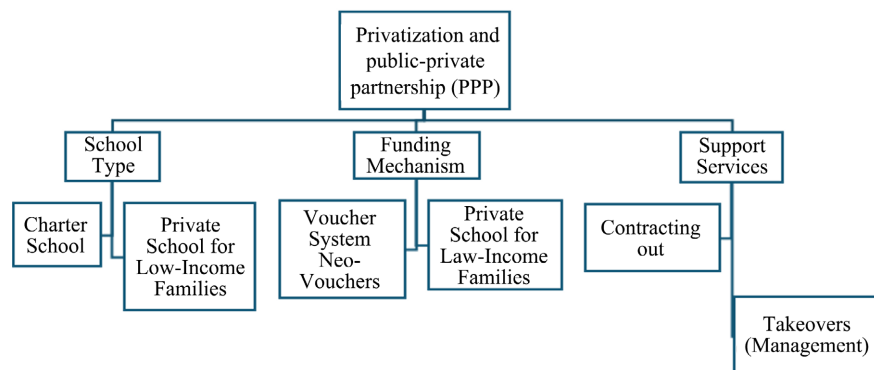 Privatization and
public-private
partnership (PPP)
School
Type
Funding
Mechanism
Support
Services
Charter
School
Private
School for
Low-Income
Families
Voucher
System
Neo-
Vouchers
Private
School for
Law-Income
Families
Contracting
out
Takeovers
(Management)